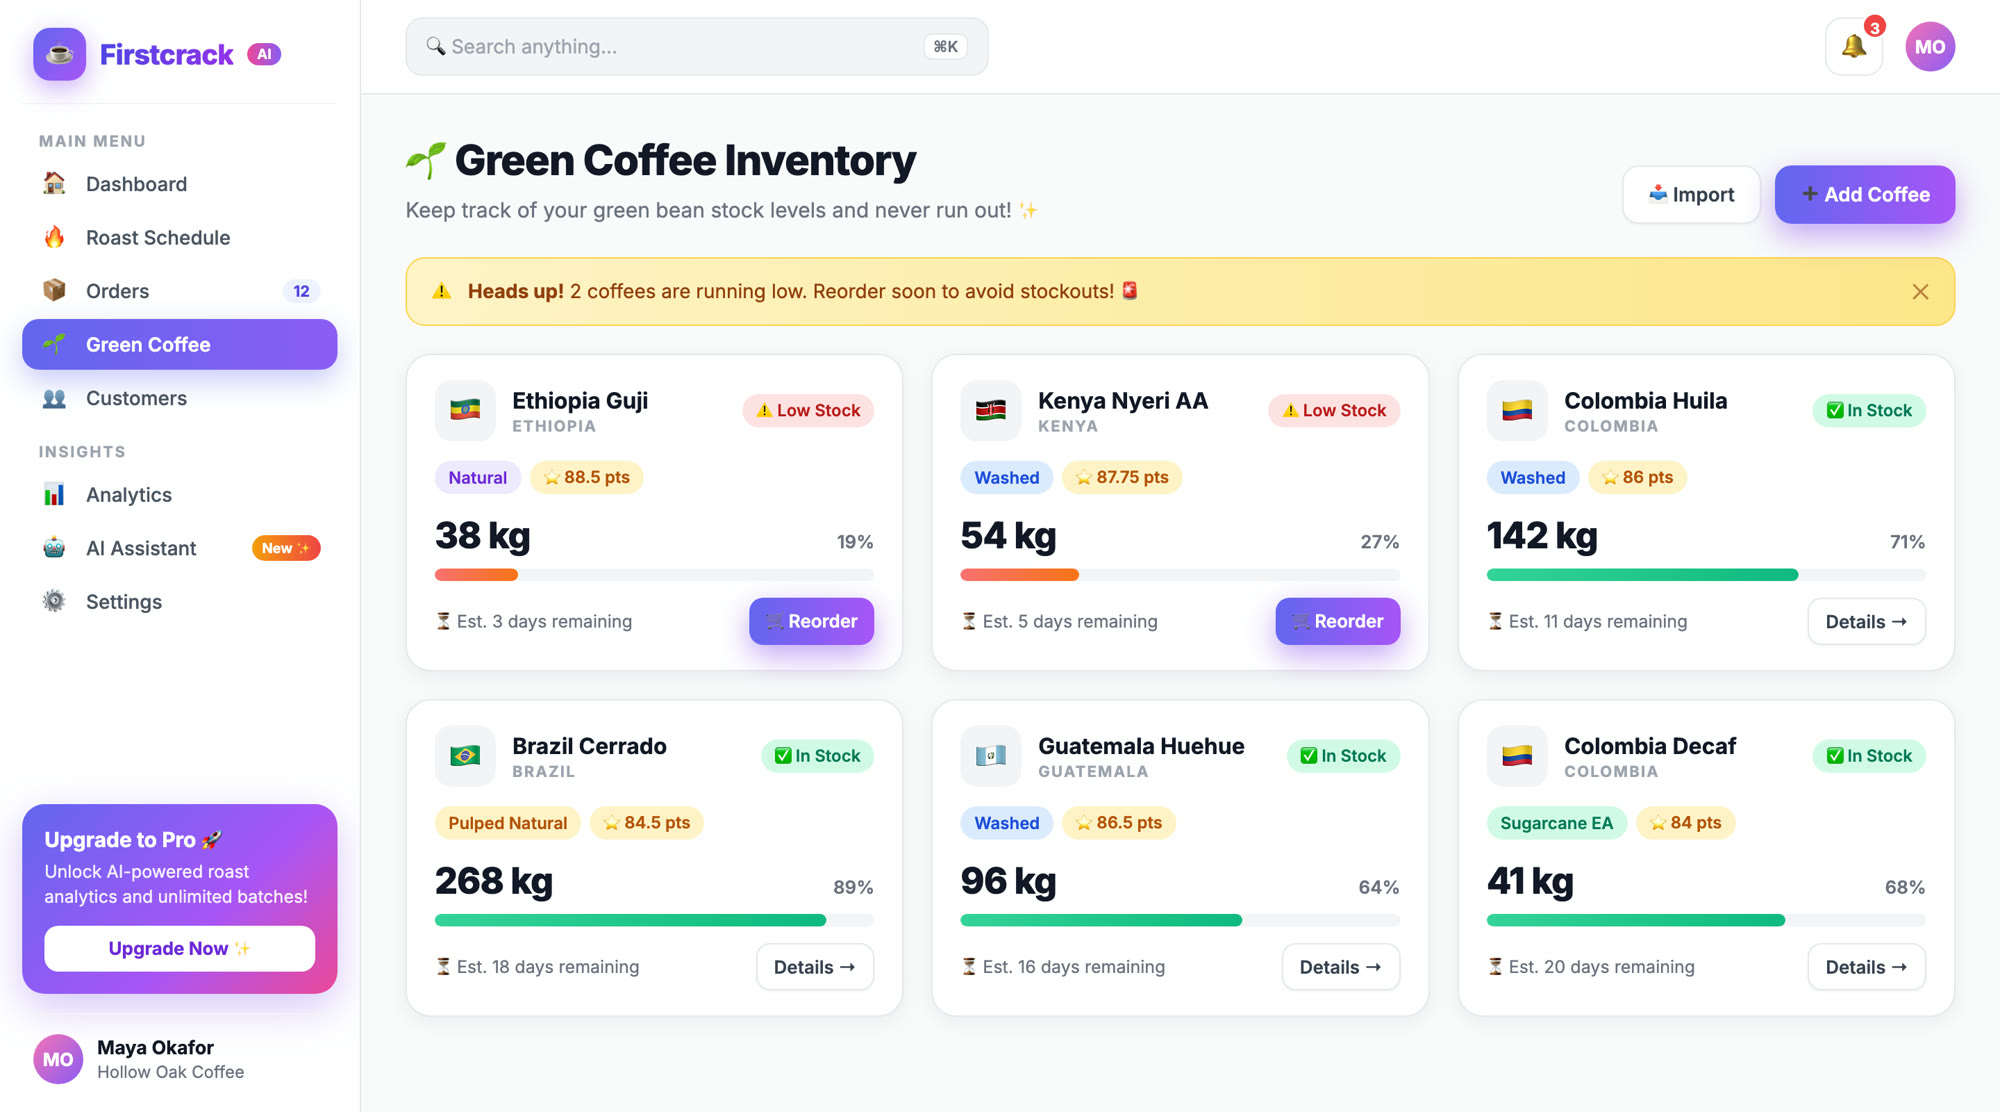 Firstcrack AI
MAIN MENU
Dashboard
Roast Schedule
Orders 12
Green Coffee
Customers
INSIGHTS
Analytics
AI Assistant New ✨
Settings
Upgrade to Pro 🚀
Unlock AI-powered roast
analytics and unlimited batches!
Upgrade Now ✨
MO
Maya Okafor
Hollow Oak Coffee
Search anything... ⌘K
3
MO
🌱 Green Coffee Inventory
Keep track of your green bean stock levels and never run out! ✨
📥 Import
➕ Add Coffee
⚠️ Heads up! 2 coffees are running low. Reorder soon to avoid stockouts! 🚨
Ethiopia Guji
ETHIOPIA
⚠️ Low Stock
Natural ⭐ 88.5 pts
38 kg 19%
⏳ Est. 3 days remaining
🛒 Reorder
Kenya Nyeri AA
KENYA
⚠️ Low Stock
Washed ⭐ 87.75 pts
54 kg 27%
⏳ Est. 5 days remaining
🛒 Reorder
Colombia Huila
COLOMBIA
✅ In Stock
Washed ⭐ 86 pts
142 kg 71%
⏳ Est. 11 days remaining
Details →
Brazil Cerrado
BRAZIL
✅ In Stock
Pulped Natural ⭐ 84.5 pts
268 kg 89%
⏳ Est. 18 days remaining
Details →
Guatemala Huehue
GUATEMALA
✅ In Stock
Washed ⭐ 86.5 pts
96 kg 64%
⏳ Est. 16 days remaining
Details →
Colombia Decaf
COLOMBIA
✅ In Stock
Sugarcane EA ⭐ 84 pts
41 kg 68%
⏳ Est. 20 days remaining
Details →